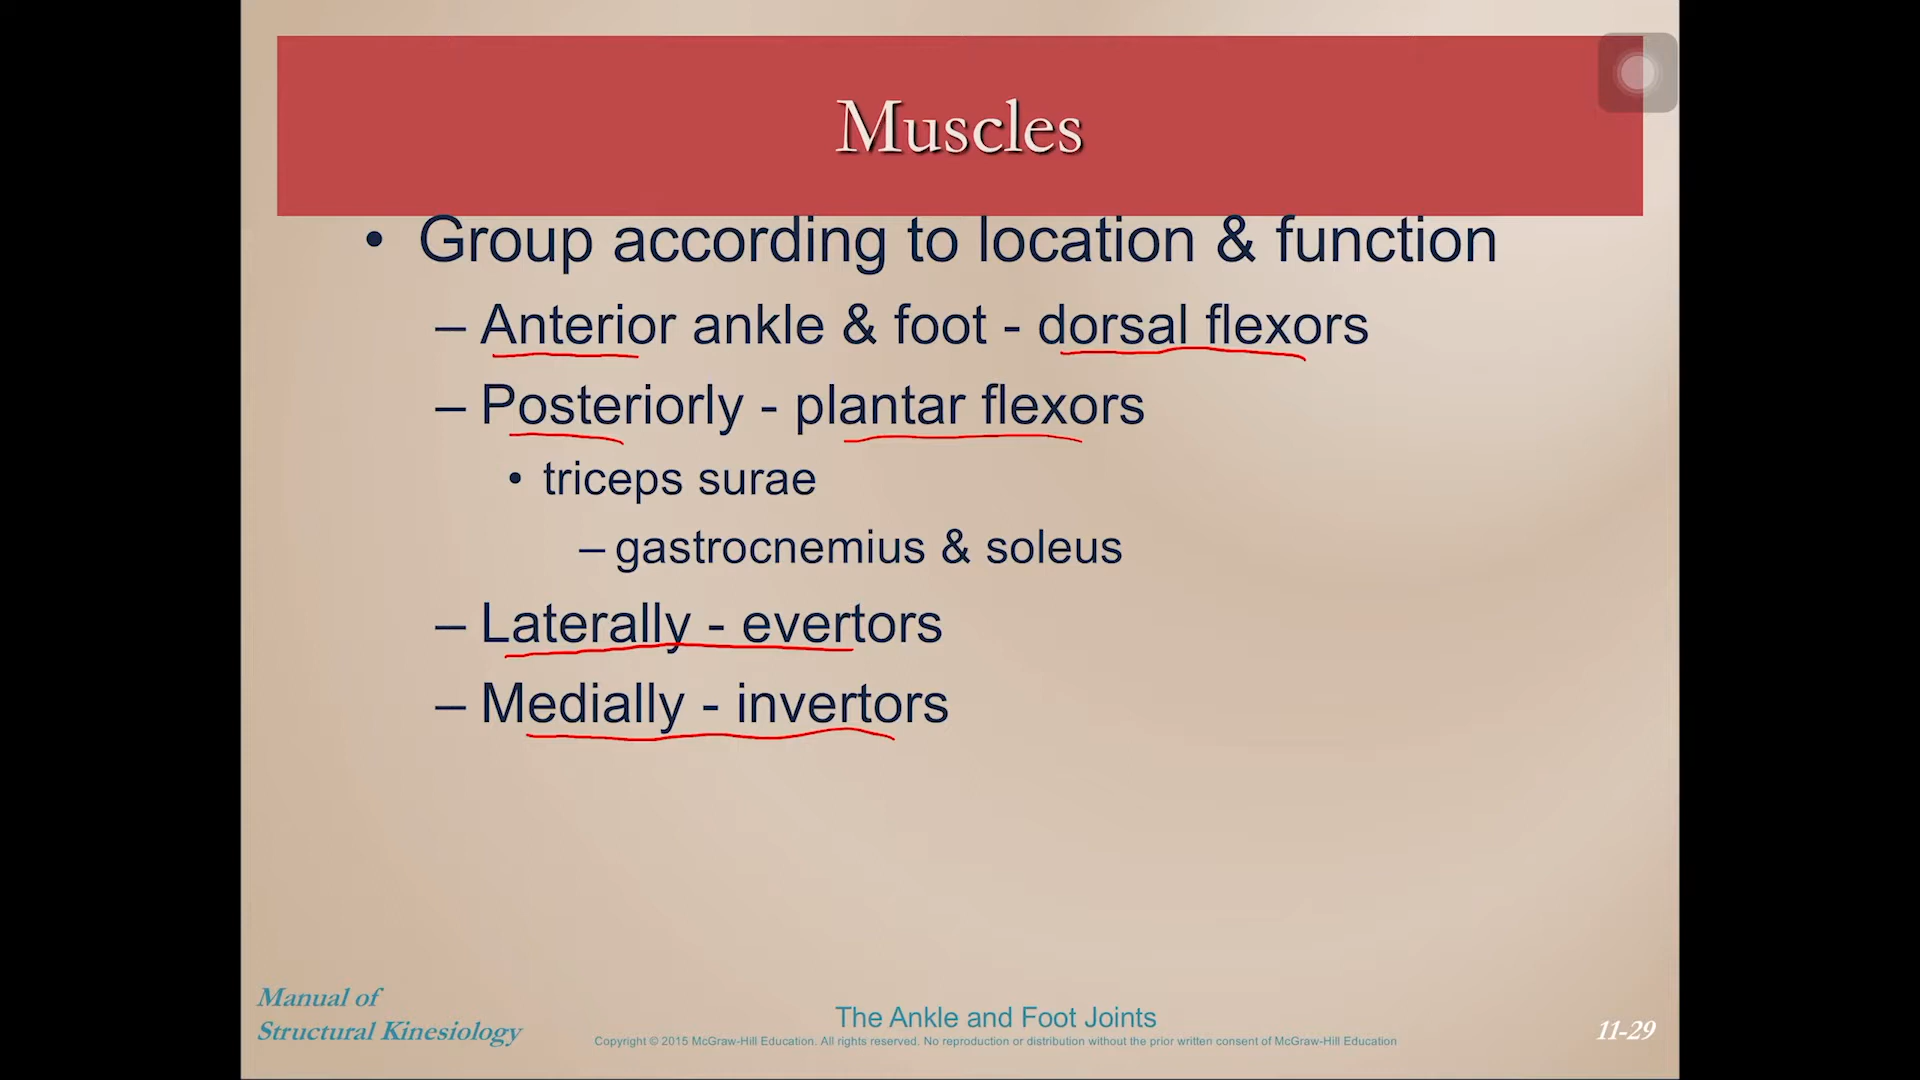 Muscles
• Group according to location & function
– Anterior ankle & foot - dorsal flexors
– Posteriorly - plantar flexors
• triceps surae
– gastrocnemius & soleus
– Laterally - evertors
– Medially - invertors
Manual of
Structural Kinesiology
The Ankle and Foot Joints
Copyright © 2015 McGraw-Hill Education. All rights reserved. No reproduction or distribution without the prior written consent of McGraw-Hill Education
11-29